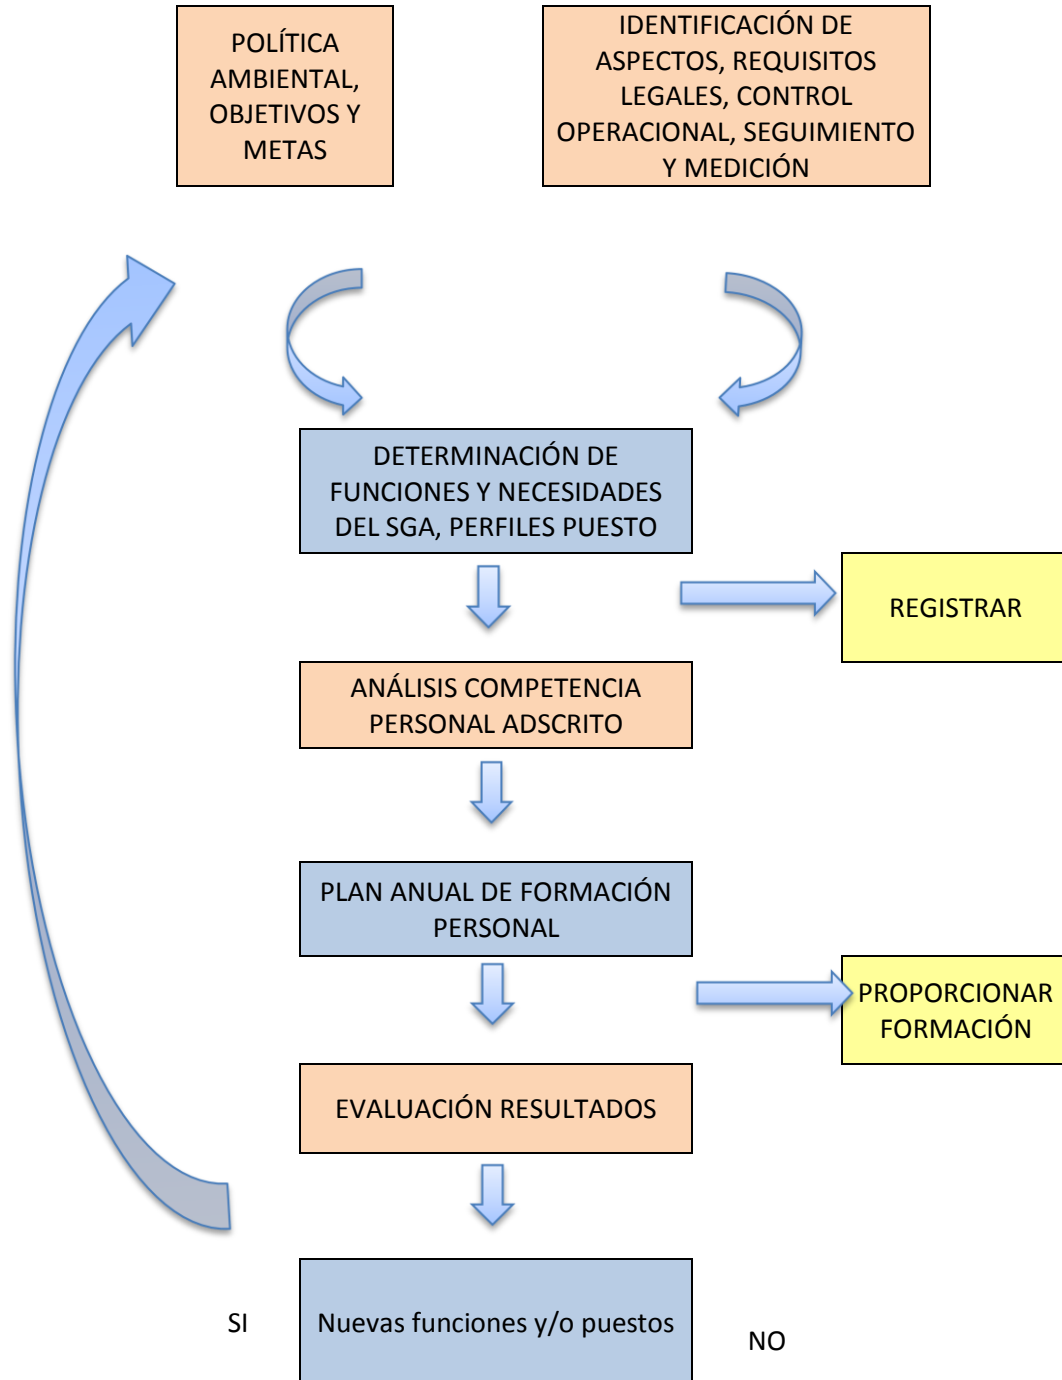 POLÍTICA
AMBIENTAL,
OBJETIVOS Y
METAS
IDENTIFICACIÓN DE
ASPECTOS, REQUISITOS
LEGALES, CONTROL
OPERACIONAL, SEGUIMIENTO
Y MEDICIÓN
DETERMINACIÓN DE
FUNCIONES Y NECESIDADES
DEL SGA, PERFILES PUESTO
REGISTRAR
ANÁLISIS COMPETENCIA
PERSONAL ADSCRITO
PLAN ANUAL DE FORMACIÓN
PERSONAL
PROPORCIONAR
FORMACIÓN
EVALUACIÓN RESULTADOS
SI
Nuevas funciones y/o puestos
NO